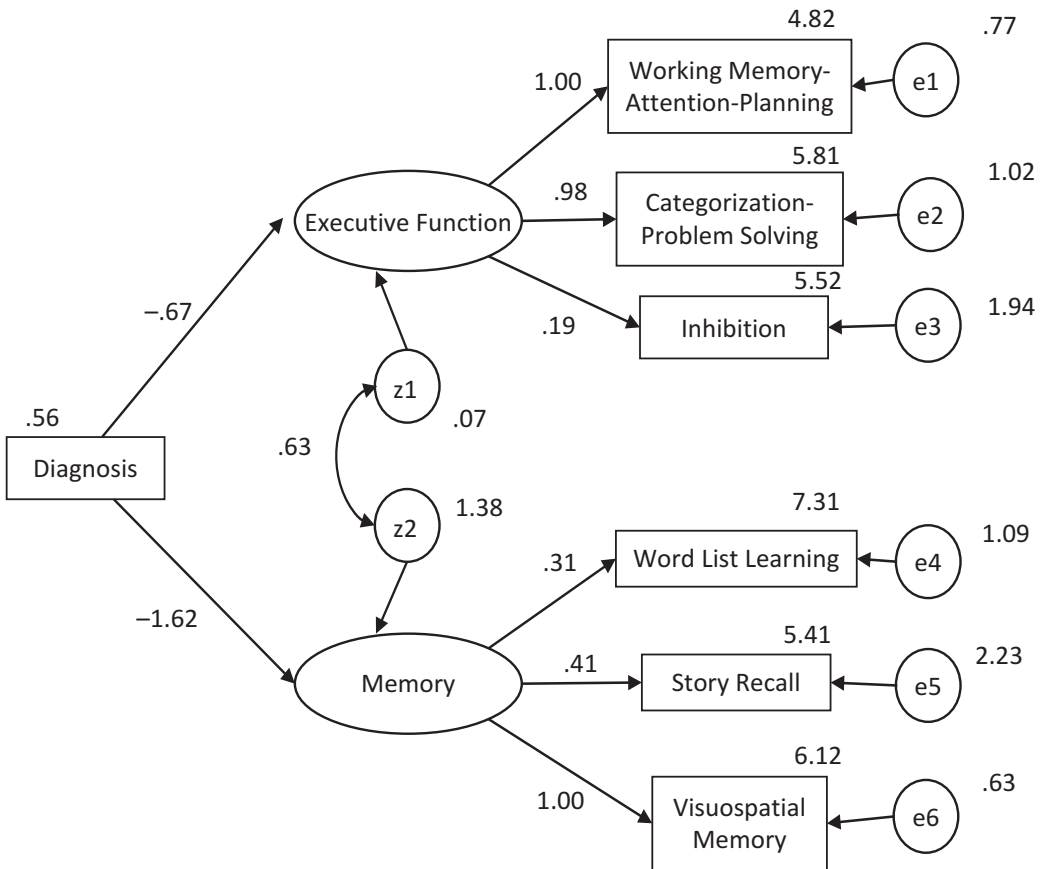 4.82
.77
Working Memory-
Attention-Planning
e1
1.00
5.81
1.02
.98
Categorization-
Problem Solving
e2
Executive Function
5.52
1.94
Inhibition
e3
.19
–.67
z1
.07
.56
.63
Diagnosis
z2
1.38
7.31
1.09
.31
Word List Learning
e4
–1.62
5.41
2.23
.41
Memory
Story Recall
e5
6.12
.63
1.00
Visuospatial
Memory
e6